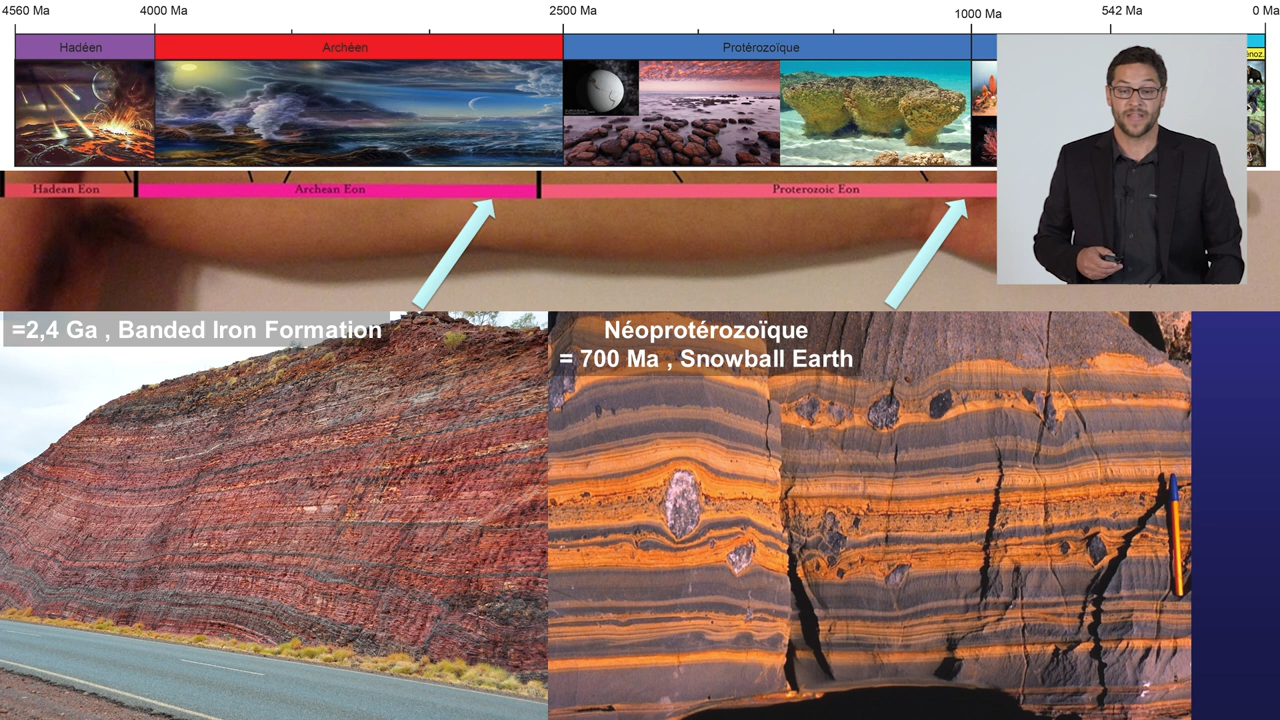 4560 Ma
4000 Ma
2500 Ma
1000 Ma
542 Ma
0 Ma
Hadéen
Archéen
Protérozoïque
énoz.
Hadean Eon
Archean Eon
Proterozoic Eon
=2,4 Ga , Banded Iron Formation
Néoprotérozoïque
= 700 Ma , Snowball Earth